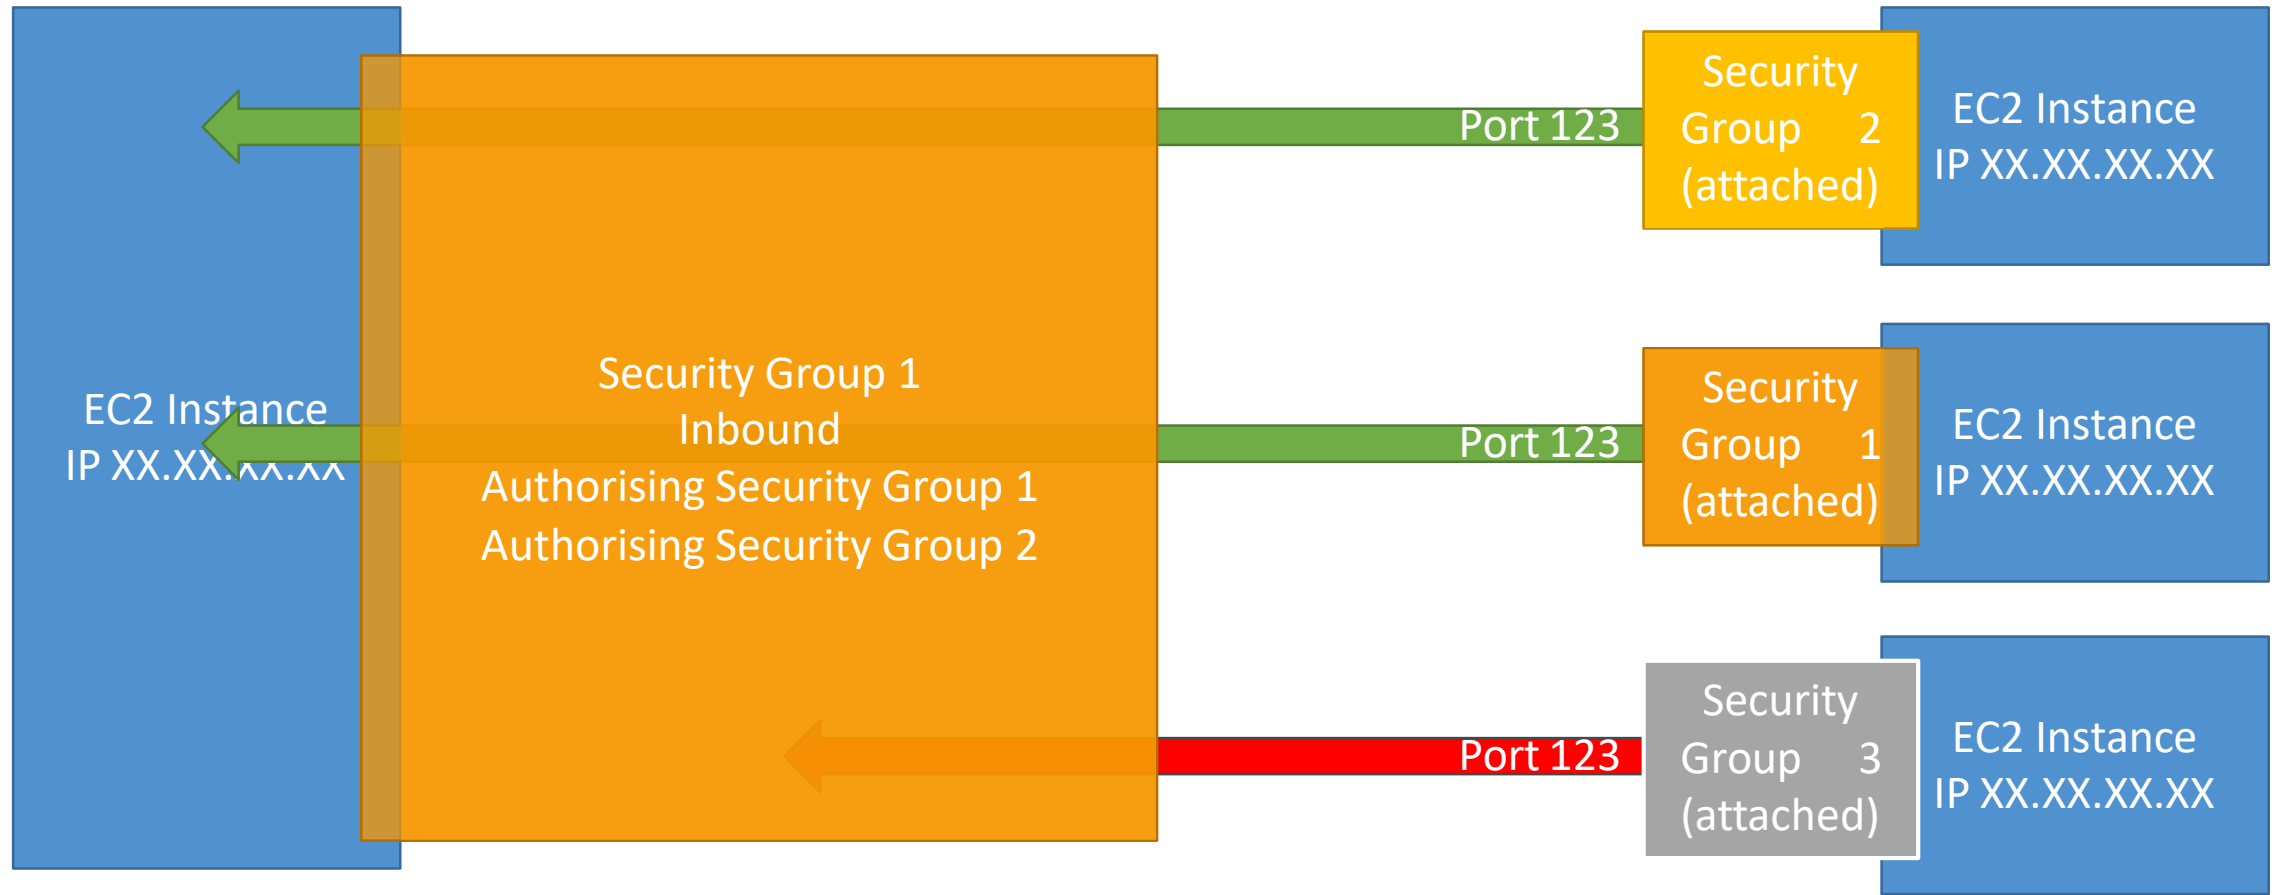 EC2 Instance
IP XX.XX.XX.XX
Security Group 1
Inbound
Authorising Security Group 1
Authorising Security Group 2
Port 123
Security
Group 2
(attached)
EC2 Instance
IP XX.XX.XX.XX
Port 123
Security
Group 1
(attached)
EC2 Instance
IP XX.XX.XX.XX
Port 123
Security
Group 3
(attached)
EC2 Instance
IP XX.XX.XX.XX